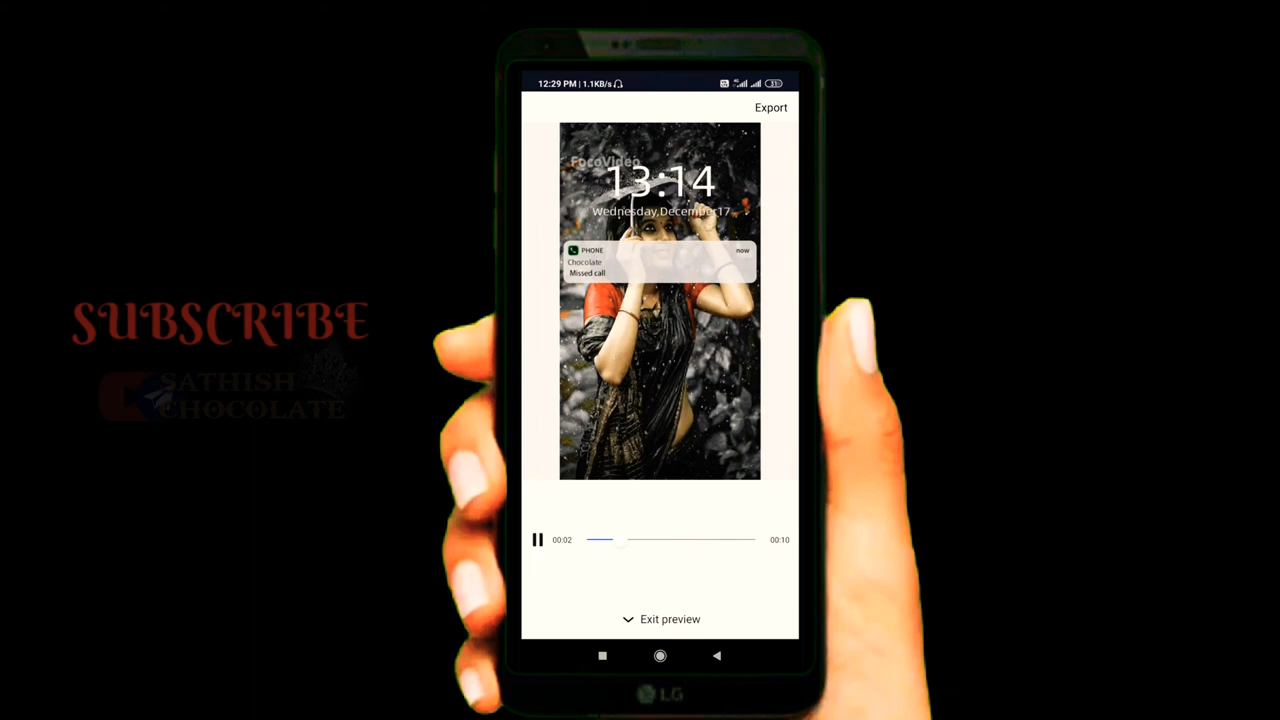 12:29 PM | 1.1KB/s
33
Export
FocoVideo
13:14
Wednesday,December17
PHONE
now
Chocolate
Missed call
SUBSCRIBE
SATHISH
CHOCOLATE
00:02
00:10
Exit preview
LG